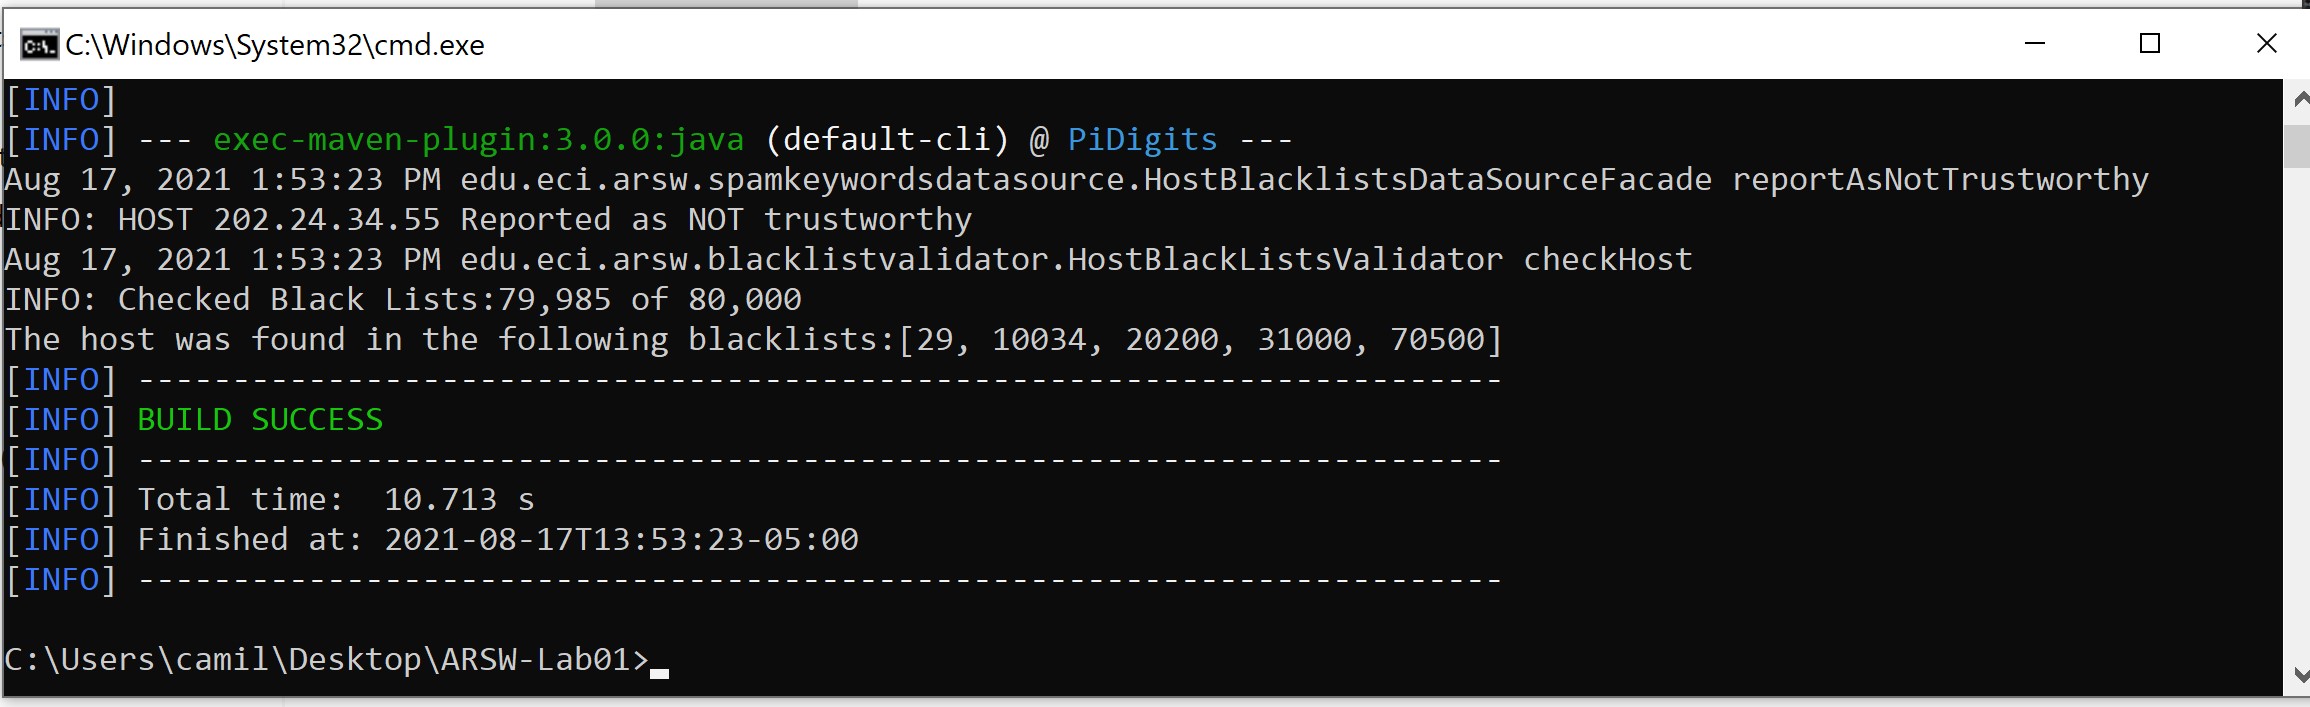 C:\Windows\System32\cmd.exe
[INFO]
[INFO] --- exec-maven-plugin:3.0.0:java (default-cli) @ PiDigits ---
Aug 17, 2021 1:53:23 PM edu.eci.arsw.spamkeywordsdatasource.HostBlacklistsDataSourceFacade reportAsNotTrustworthy
INFO: HOST 202.24.34.55 Reported as NOT trustworthy
Aug 17, 2021 1:53:23 PM edu.eci.arsw.blacklistvalidator.HostBlackListsValidator checkHost
INFO: Checked Black Lists:79,985 of 80,000
The host was found in the following blacklists:[29, 10034, 20200, 31000, 70500]
[INFO] ------------------------------------------------------------------------
[INFO] BUILD SUCCESS
[INFO] ------------------------------------------------------------------------
[INFO] Total time:  10.713 s
[INFO] Finished at: 2021-08-17T13:53:23-05:00
[INFO] ------------------------------------------------------------------------
C:\Users\camil\Desktop\ARSW-Lab01>